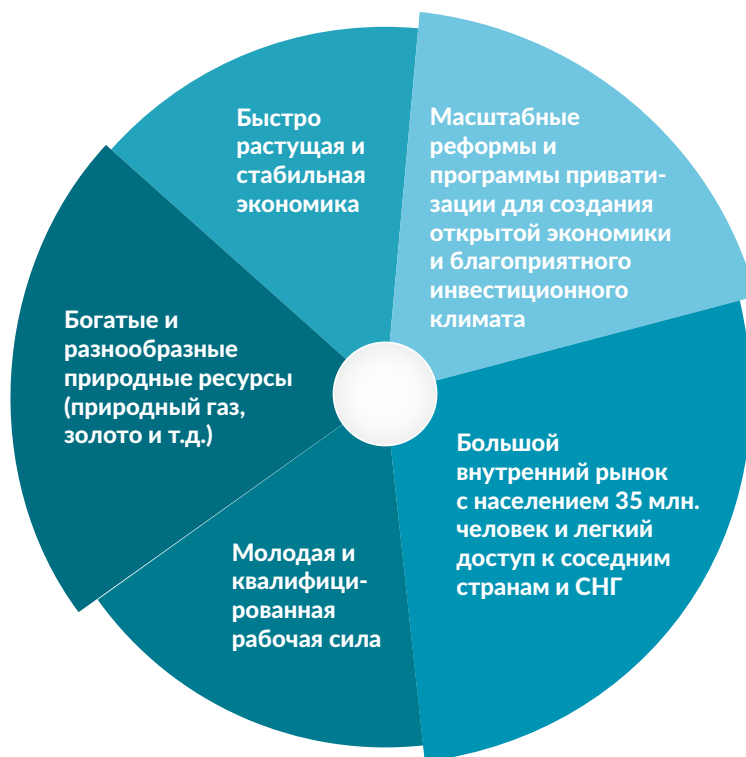 Быстро
растущая и
стабильная
экономика
Масштабные
реформы и
программы привати-
зации для создания
открытой экономики
и благоприятного
инвестиционного
климата
Большой
внутренний рынок
с населением 35 млн.
человек и легкий
доступ к соседним
странам и СНГ
Молодая и
квалифици-
рованная
рабочая сила
Богатые и
разнообразные
природные ресурсы
(природный газ,
золото и т.д.)